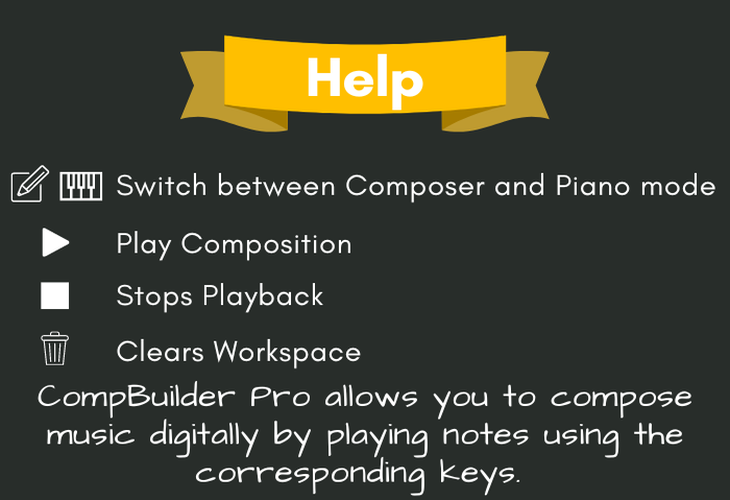 Help
Switch between Composer and Piano mode
Play Composition
Stops Playback
Clears Workspace
CompBuilder Pro allows you to compose
music digitally by playing notes using the
corresponding keys.